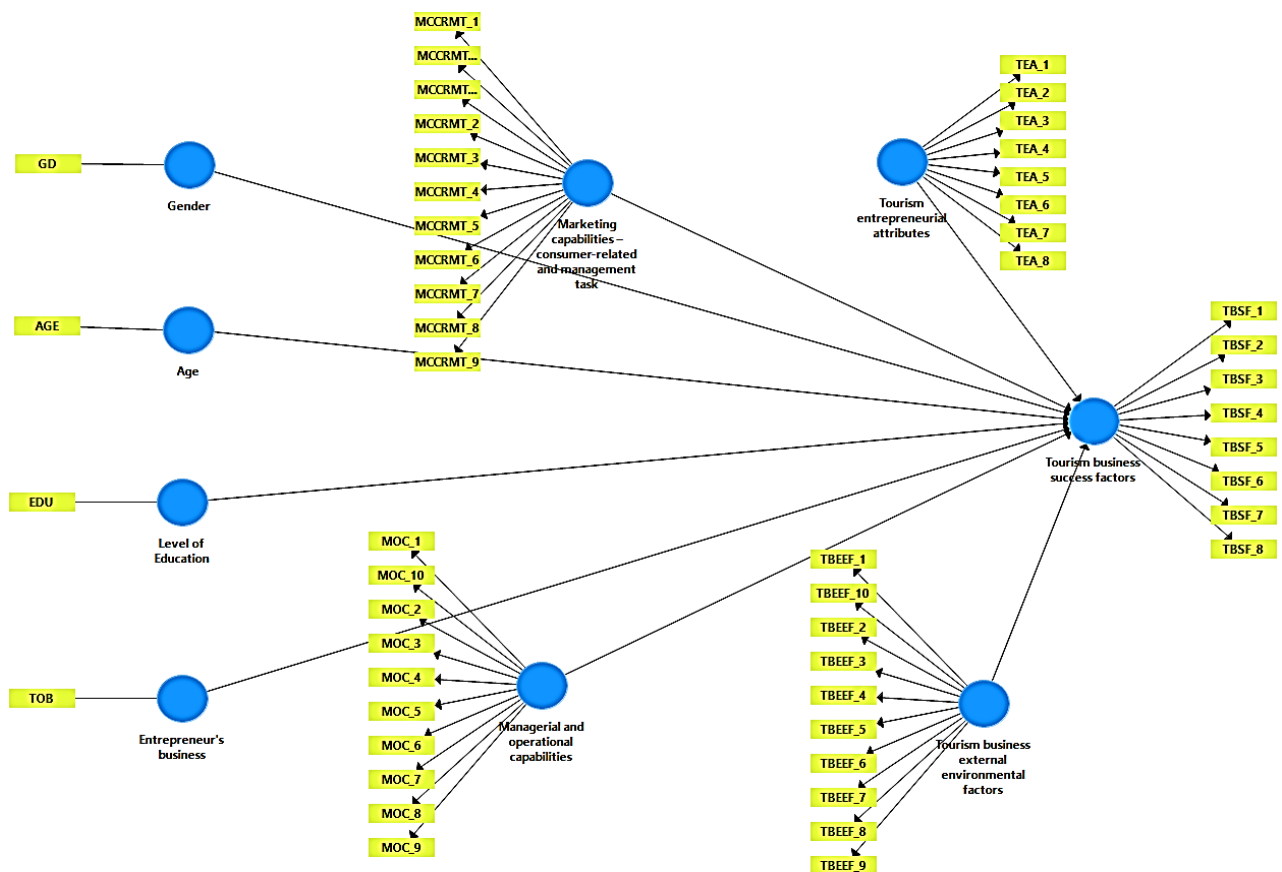 GD
Gender
AGE
Age
EDU
Level of
Education
TOB
Entrepreneur's
business
MCCRMT_1
MCCRMT...
MCCRMT...
MCCRMT_2
MCCRMT_3
MCCRMT_4
MCCRMT_5
MCCRMT_6
MCCRMT_7
MCCRMT_8
MCCRMT_9
Marketing
capabilities –
consumer-related
and management
task
TEA_1
TEA_2
TEA_3
TEA_4
TEA_5
TEA_6
TEA_7
TEA_8
Tourism
entrepreneurial
attributes
MOC_1
MOC_10
MOC_2
MOC_3
MOC_4
MOC_5
MOC_6
MOC_7
MOC_8
MOC_9
Managerial and
operational
capabilities
TBEEF_1
TBEEF_10
TBEEF_2
TBEEF_3
TBEEF_4
TBEEF_5
TBEEF_6
TBEEF_7
TBEEF_8
TBEEF_9
Tourism business
external
environmental
factors
TBSF_1
TBSF_2
TBSF_3
TBSF_4
TBSF_5
TBSF_6
TBSF_7
TBSF_8
Tourism business
success factors